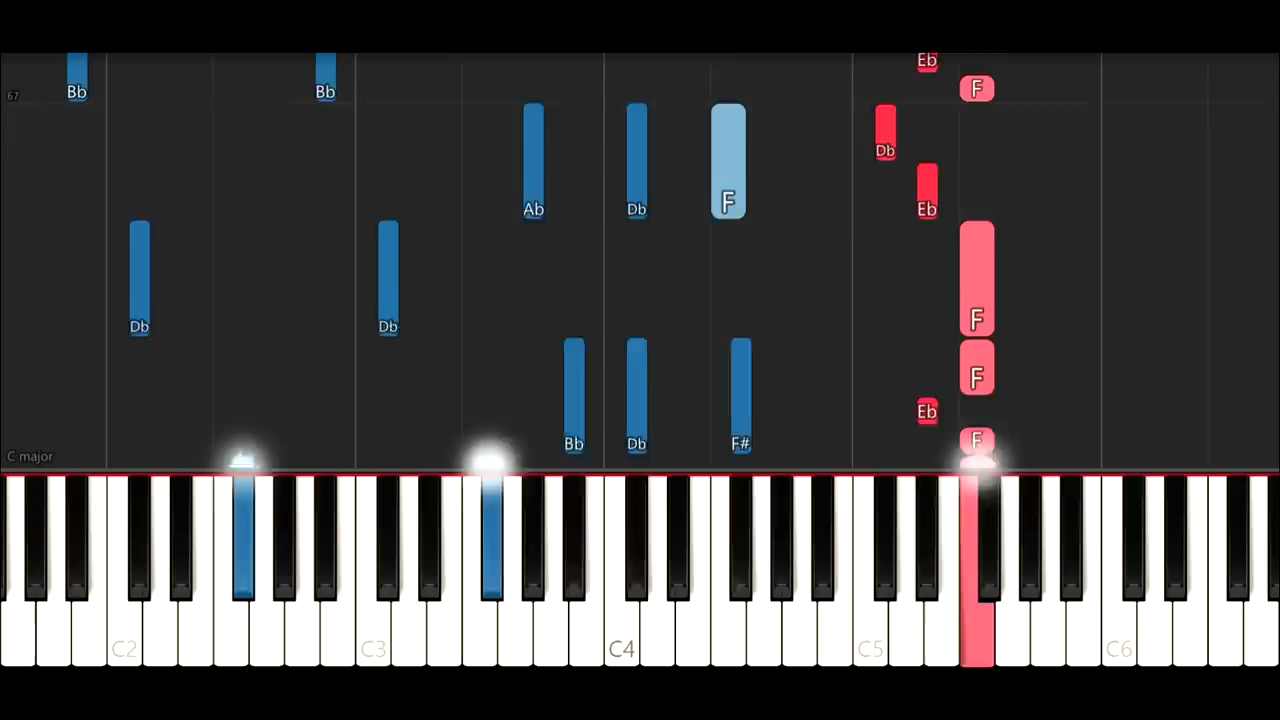 Eb
Bb Bb F
67
Db
Ab Db F Eb
Db Db F
F
Eb
Bb Db F# F
C major
C2 C3 C4 C5 C6